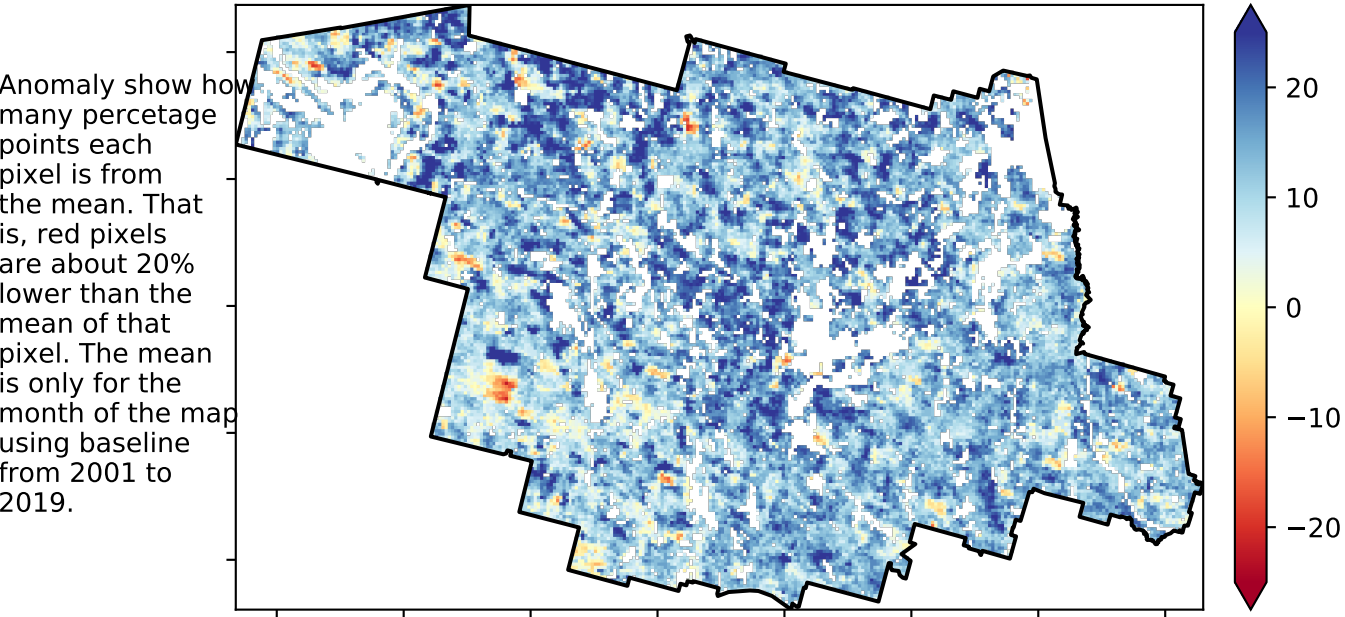 Anomaly show how
many percetage
points each
pixel is from
the mean. That
is, red pixels
are about 20%
lower than the
mean of that
pixel. The mean
is only for the
month of the map
using baseline
from 2001 to
2019.
20
10
0
−10
−20